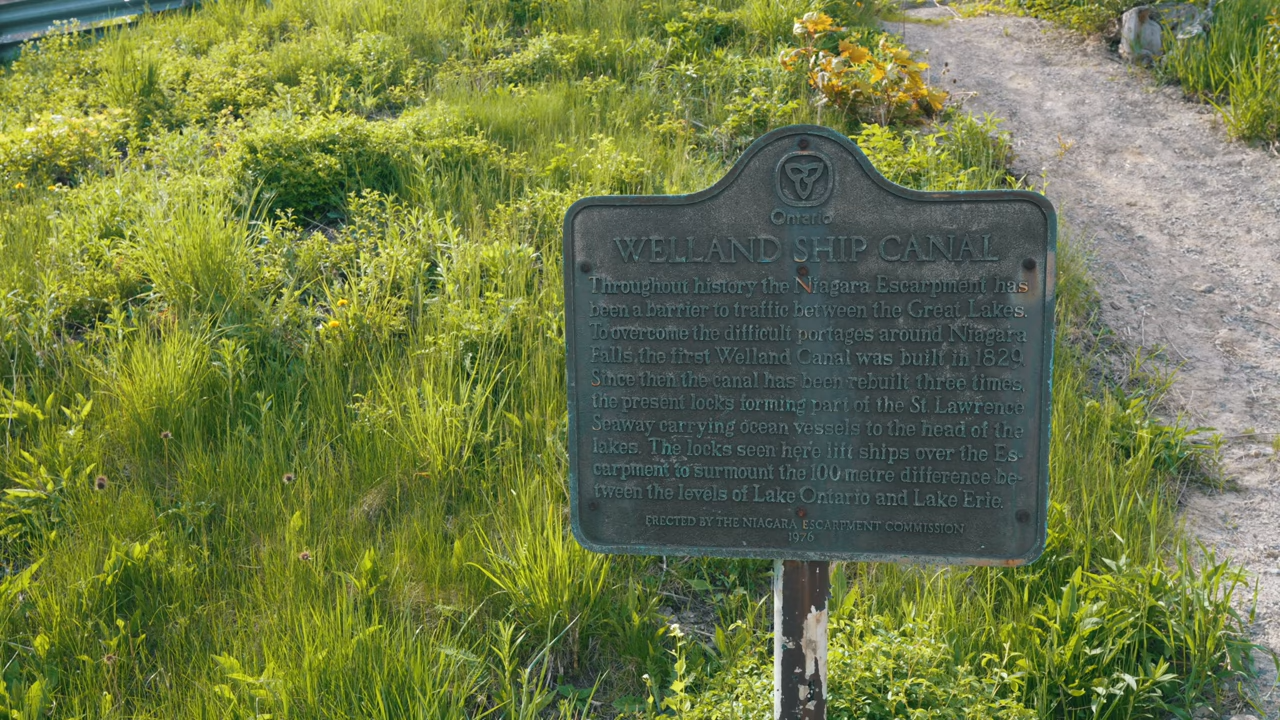 Ontario
WELLAND SHIP CANAL
Throughout history the Niagara Escarpment has
been a barrier to traffic between the Great Lakes.
To overcome the difficult portages around Niagara
Falls, the first Welland Canal was built in 1829.
Since then the canal has been rebuilt three times,
the present locks forming part of the St. Lawrence
Seaway carrying ocean vessels to the head of the
lakes. The locks seen here lift ships over the Es-
carpment to surmount the 100 metre difference be-
tween the levels of Lake Ontario and Lake Erie.
ERECTED BY THE NIAGARA ESCARPMENT COMMISSION
1976